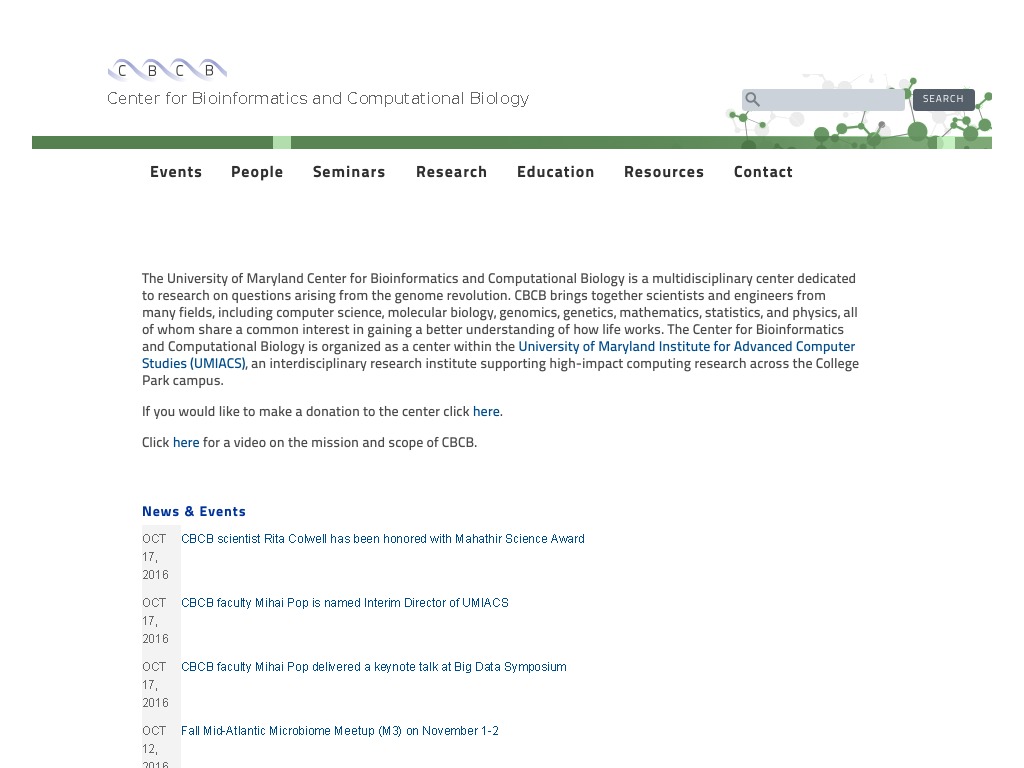 C B C B
Center for Bioinformatics and Computational Biology
SEARCH
Events People Seminars Research Education Resources Contact
The University of Maryland Center for Bioinformatics and Computational Biology is a multidisciplinary center dedicated
to research on questions arising from the genome revolution. CBCB brings together scientists and engineers from
many fields, including computer science, molecular biology, genomics, genetics, mathematics, statistics, and physics, all
of whom share a common interest in gaining a better understanding of how life works. The Center for Bioinformatics
and Computational Biology is organized as a center within the University of Maryland Institute for Advanced Computer
Studies (UMIACS), an interdisciplinary research institute supporting high-impact computing research across the College
Park campus.
If you would like to make a donation to the center click here.
Click here for a video on the mission and scope of CBCB.
News & Events
OCT CBCB scientist Rita Colwell has been honored with Mahathir Science Award
17,
2016
OCT CBCB faculty Mihai Pop is named Interim Director of UMIACS
17,
2016
OCT CBCB faculty Mihai Pop delivered a keynote talk at Big Data Symposium
17,
2016
OCT Fall Mid-Atlantic Microbiome Meetup (M3) on November 1-2
12,
2016